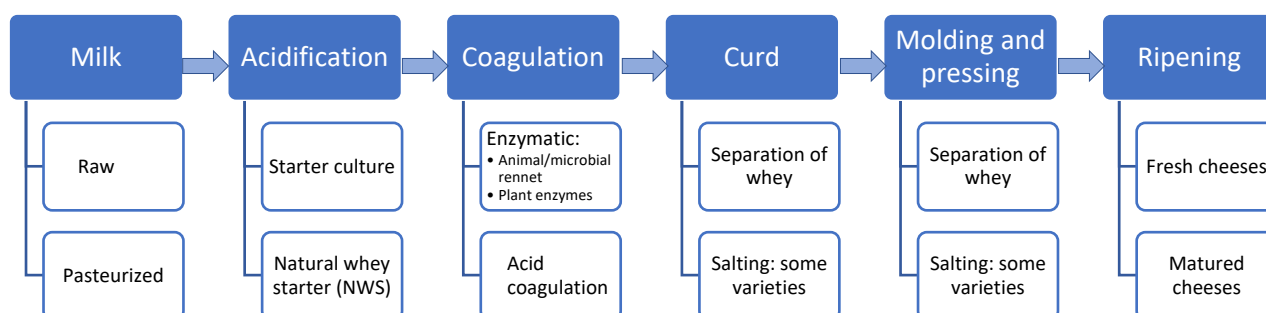 Milk
Raw
Pasteurized
Acidification
Starter culture
Natural whey
starter (NWS)
Coagulation
Enzymatic:
• Animal/microbial
rennet
• Plant enzymes
Acid
coagulation
Curd
Separation of
whey
Salting: some
varieties
Molding and
pressing
Separation of
whey
Salting: some
varieties
Ripening
Fresh cheeses
Matured
cheeses